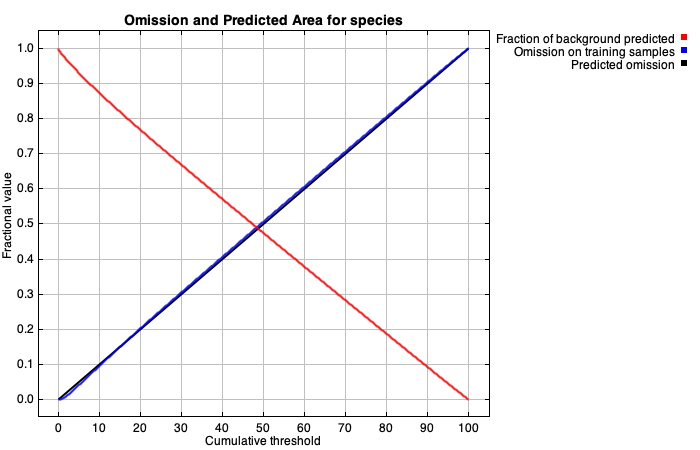 Omission and Predicted Area for species
Fraction of background predicted
Omission on training samples
Predicted omission
Fractional value
1.0
0.9
0.8
0.7
0.6
0.5
0.4
0.3
0.2
0.1
0.0
0 10 20 30 40 50 60 70 80 90 100
Cumulative threshold